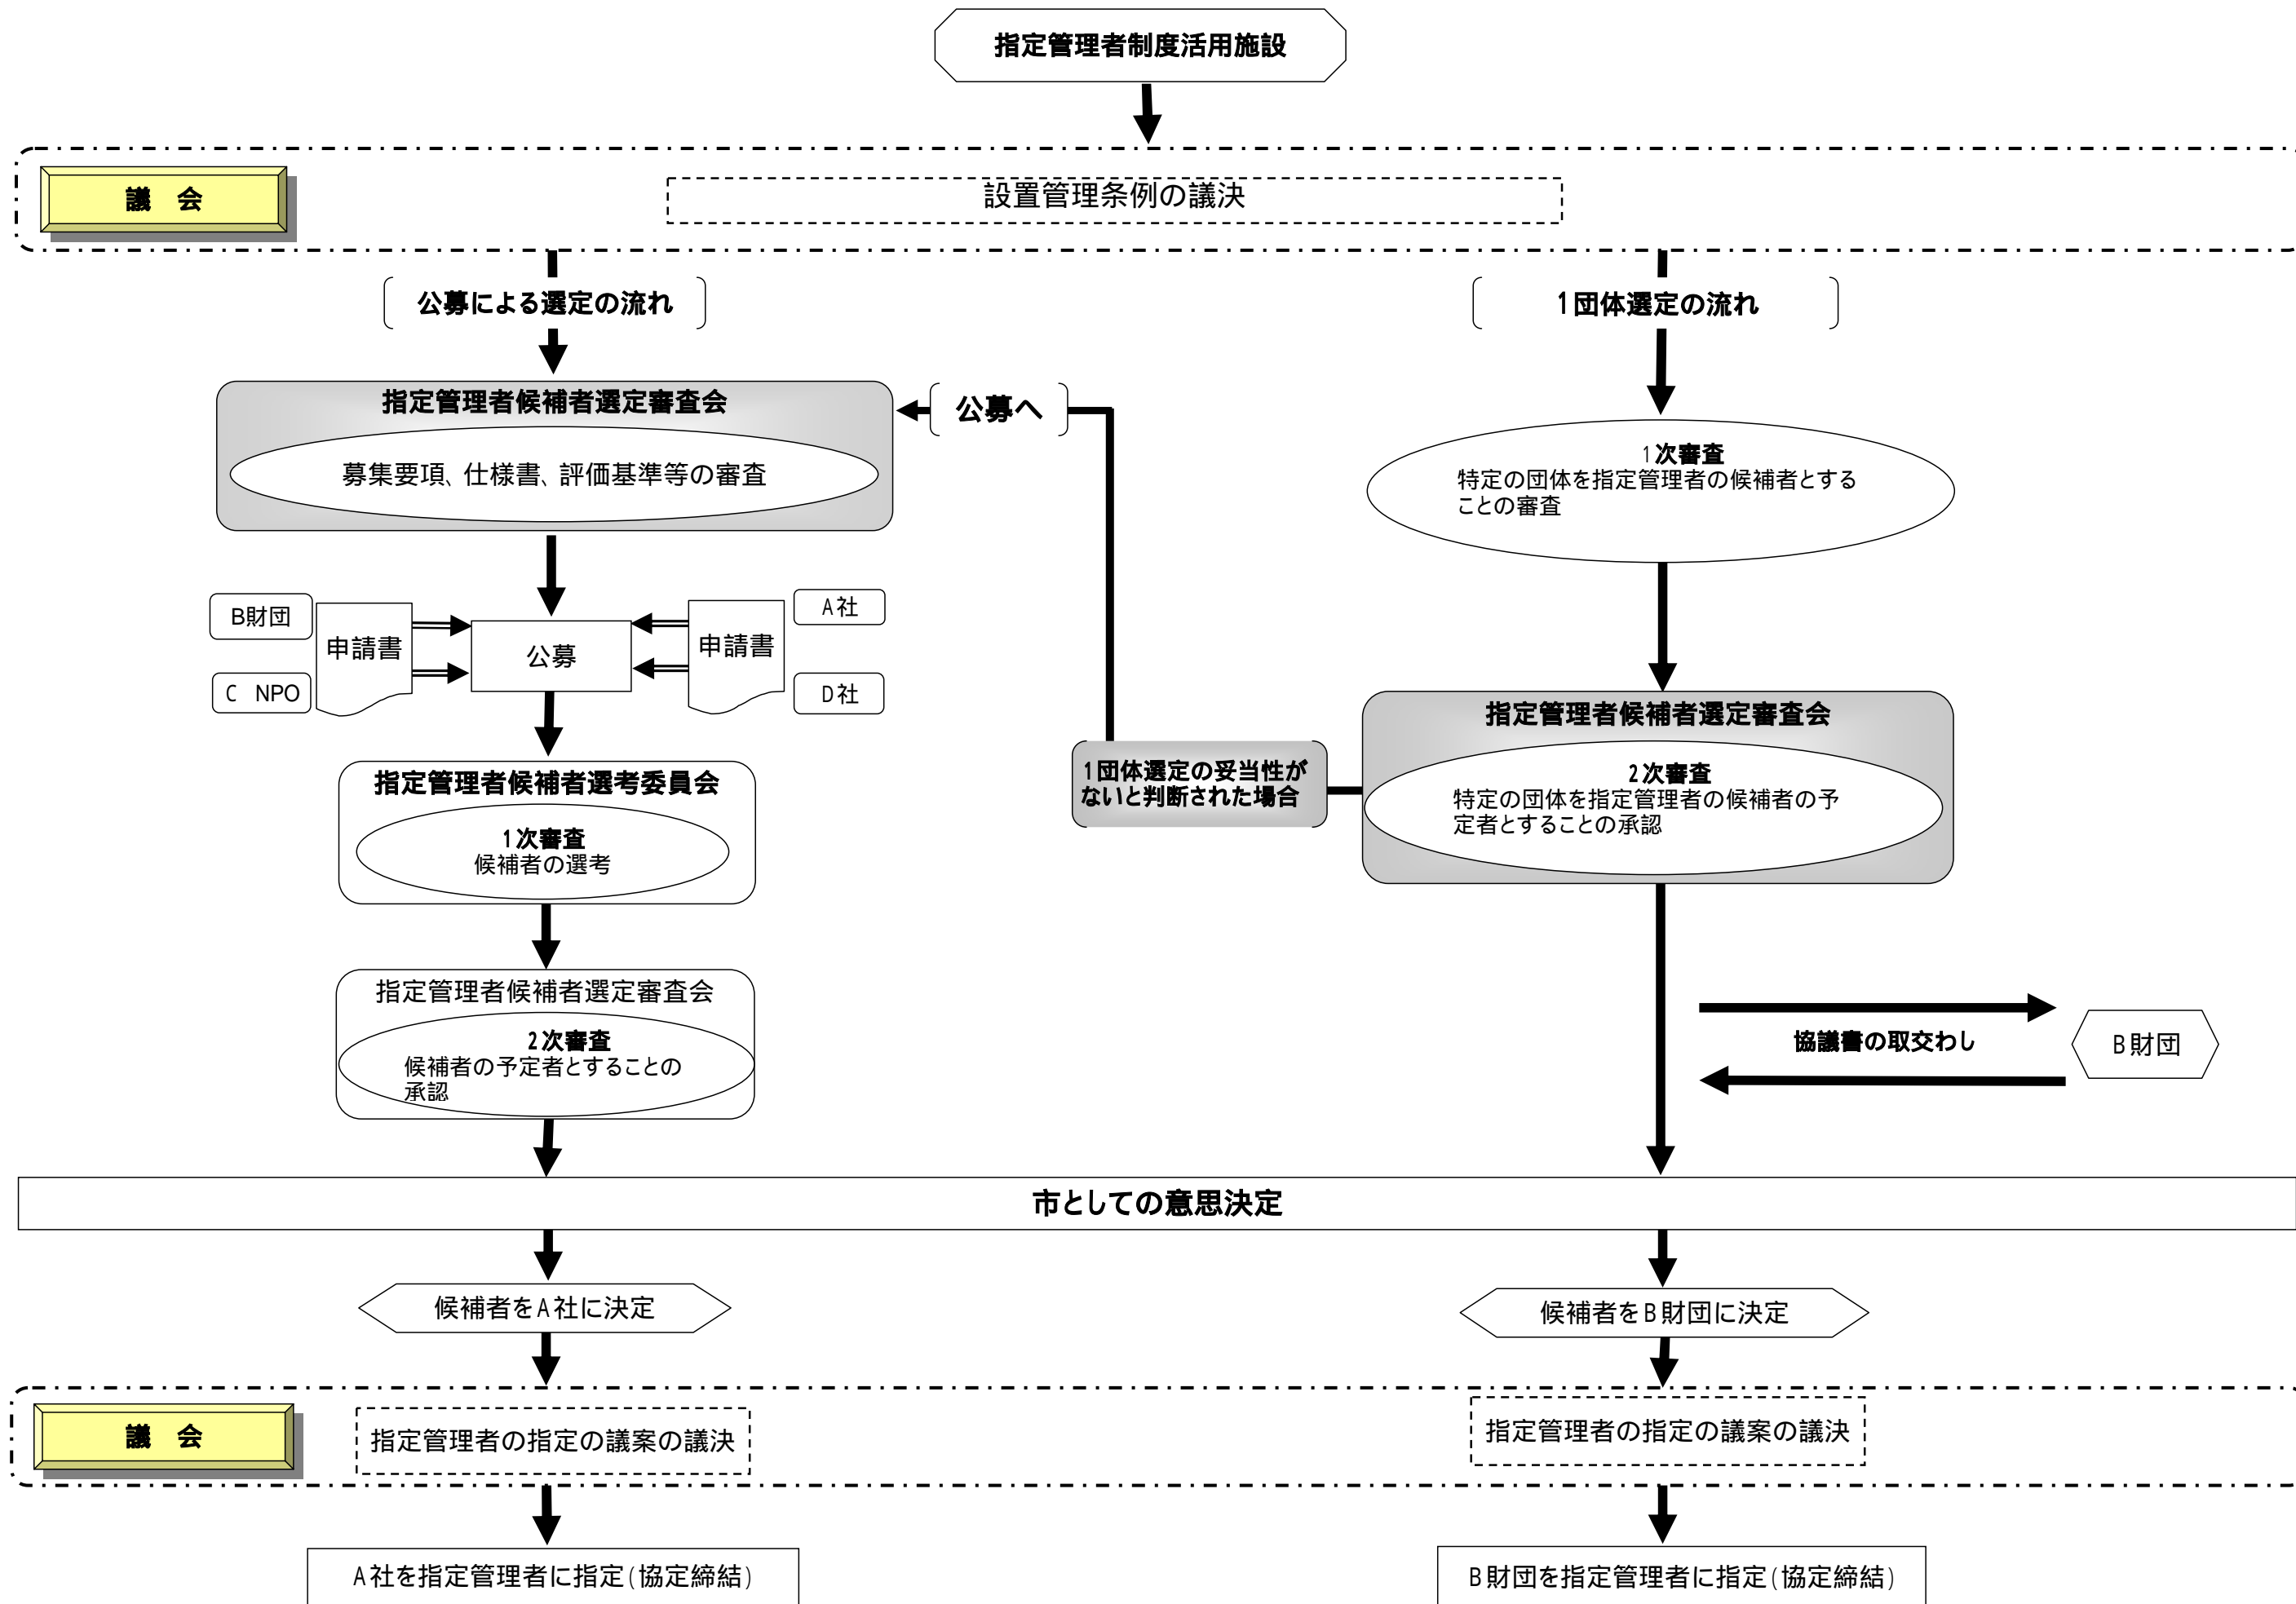 指定管理者制度活用施設
議　会
設置管理条例の議決
公募による選定の流れ
1団体選定の流れ
指定管理者候補者選定審査会
募集要項、仕様書、評価基準等の審査
公募へ
1次審査
特定の団体を指定管理者の候補者とする
ことの審査
B財団
申請書
C　NPO
公募
申請書
A社
D社
指定管理者候補者選考委員会
1次審査
候補者の選考
1団体選定の妥当性が
ないと判断された場合
指定管理者候補者選定審査会
2次審査
特定の団体を指定管理者の候補者の予
定者とすることの承認
指定管理者候補者選定審査会
2次審査
候補者の予定者とすることの
承認
協議書の取交わし
B財団
市としての意思決定
候補者をA社に決定
候補者をB財団に決定
議　会
指定管理者の指定の議案の議決
指定管理者の指定の議案の議決
A社を指定管理者に指定(協定締結)
B財団を指定管理者に指定(協定締結)